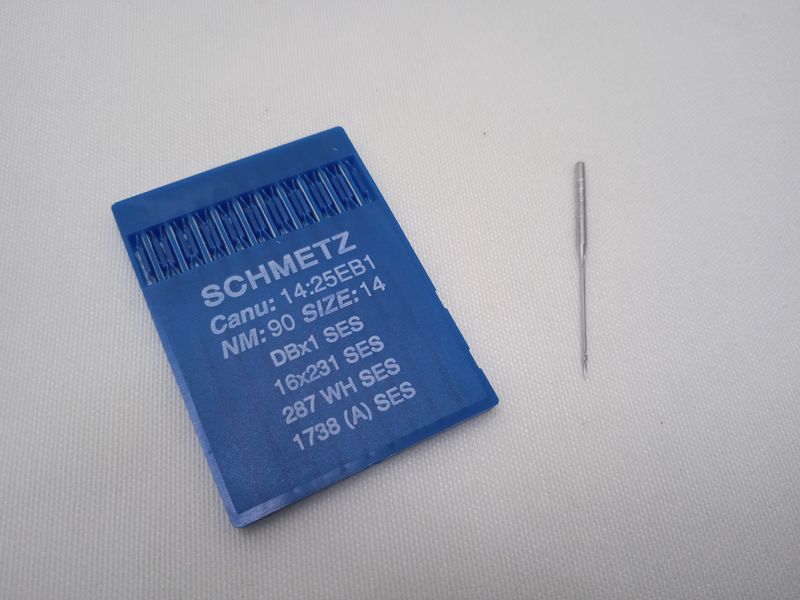 SCHMETZ
Canu: 14:25EB1
NM: 90 SIZE: 14
DBx1 SES
16x231 SES
287 WH SES
1738 (A) SES